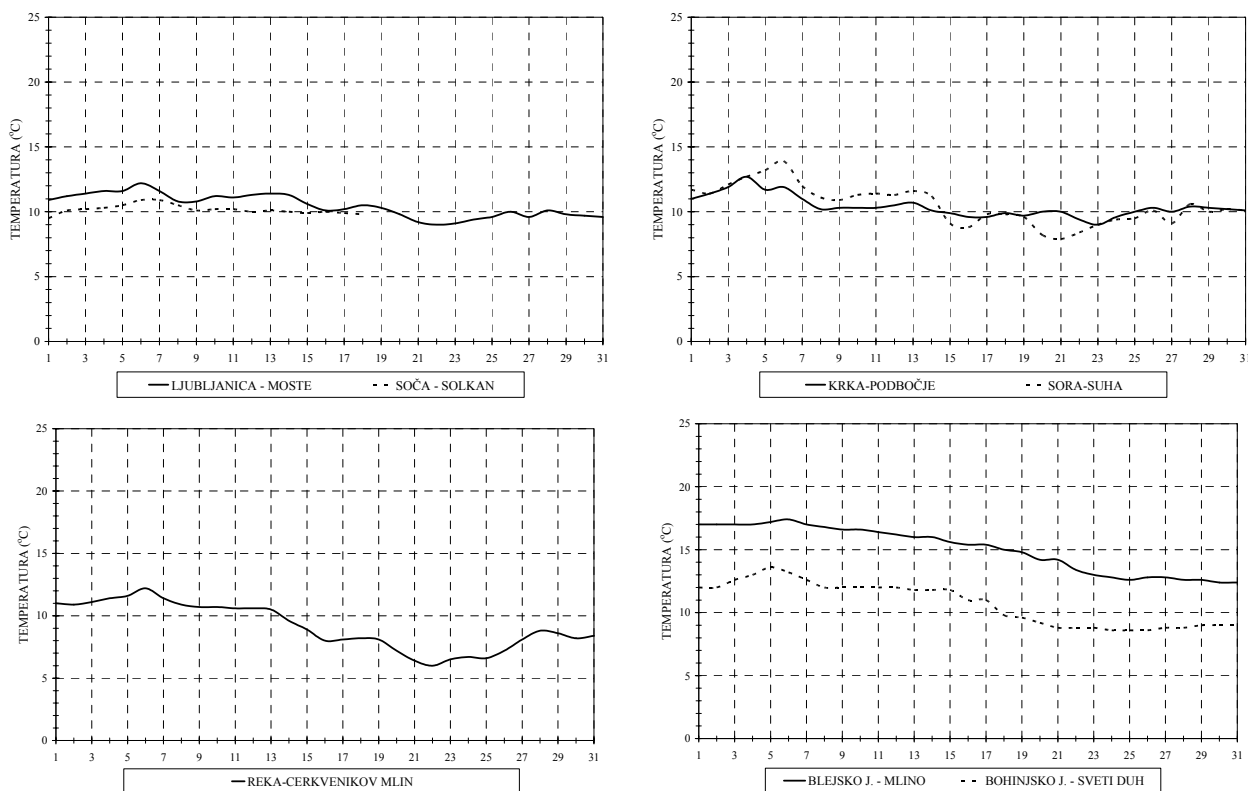 25
20
15
10
5
0
TEMPERATURA (°C)
1 3 5 7 9 11 13 15 17 19 21 23 25 27 29 31
LJUBLJANICA - MOSTE SOČA - SOLKAN
25
20
15
10
5
0
TEMPERATURA (°C)
1 3 5 7 9 11 13 15 17 19 21 23 25 27 29 31
KRKA-PODBOČJE SORA-SUHA
25
20
15
10
5
0
TEMPERATURA (°C)
1 3 5 7 9 11 13 15 17 19 21 23 25 27 29 31
REKA-CERKVENIKOV MLIN
25
20
15
10
5
0
TEMPERATURA (°C)
1 3 5 7 9 11 13 15 17 19 21 23 25 27 29 31
BLEJSKO J. - MLINO BOHINJSKO J. - SVETI DUH